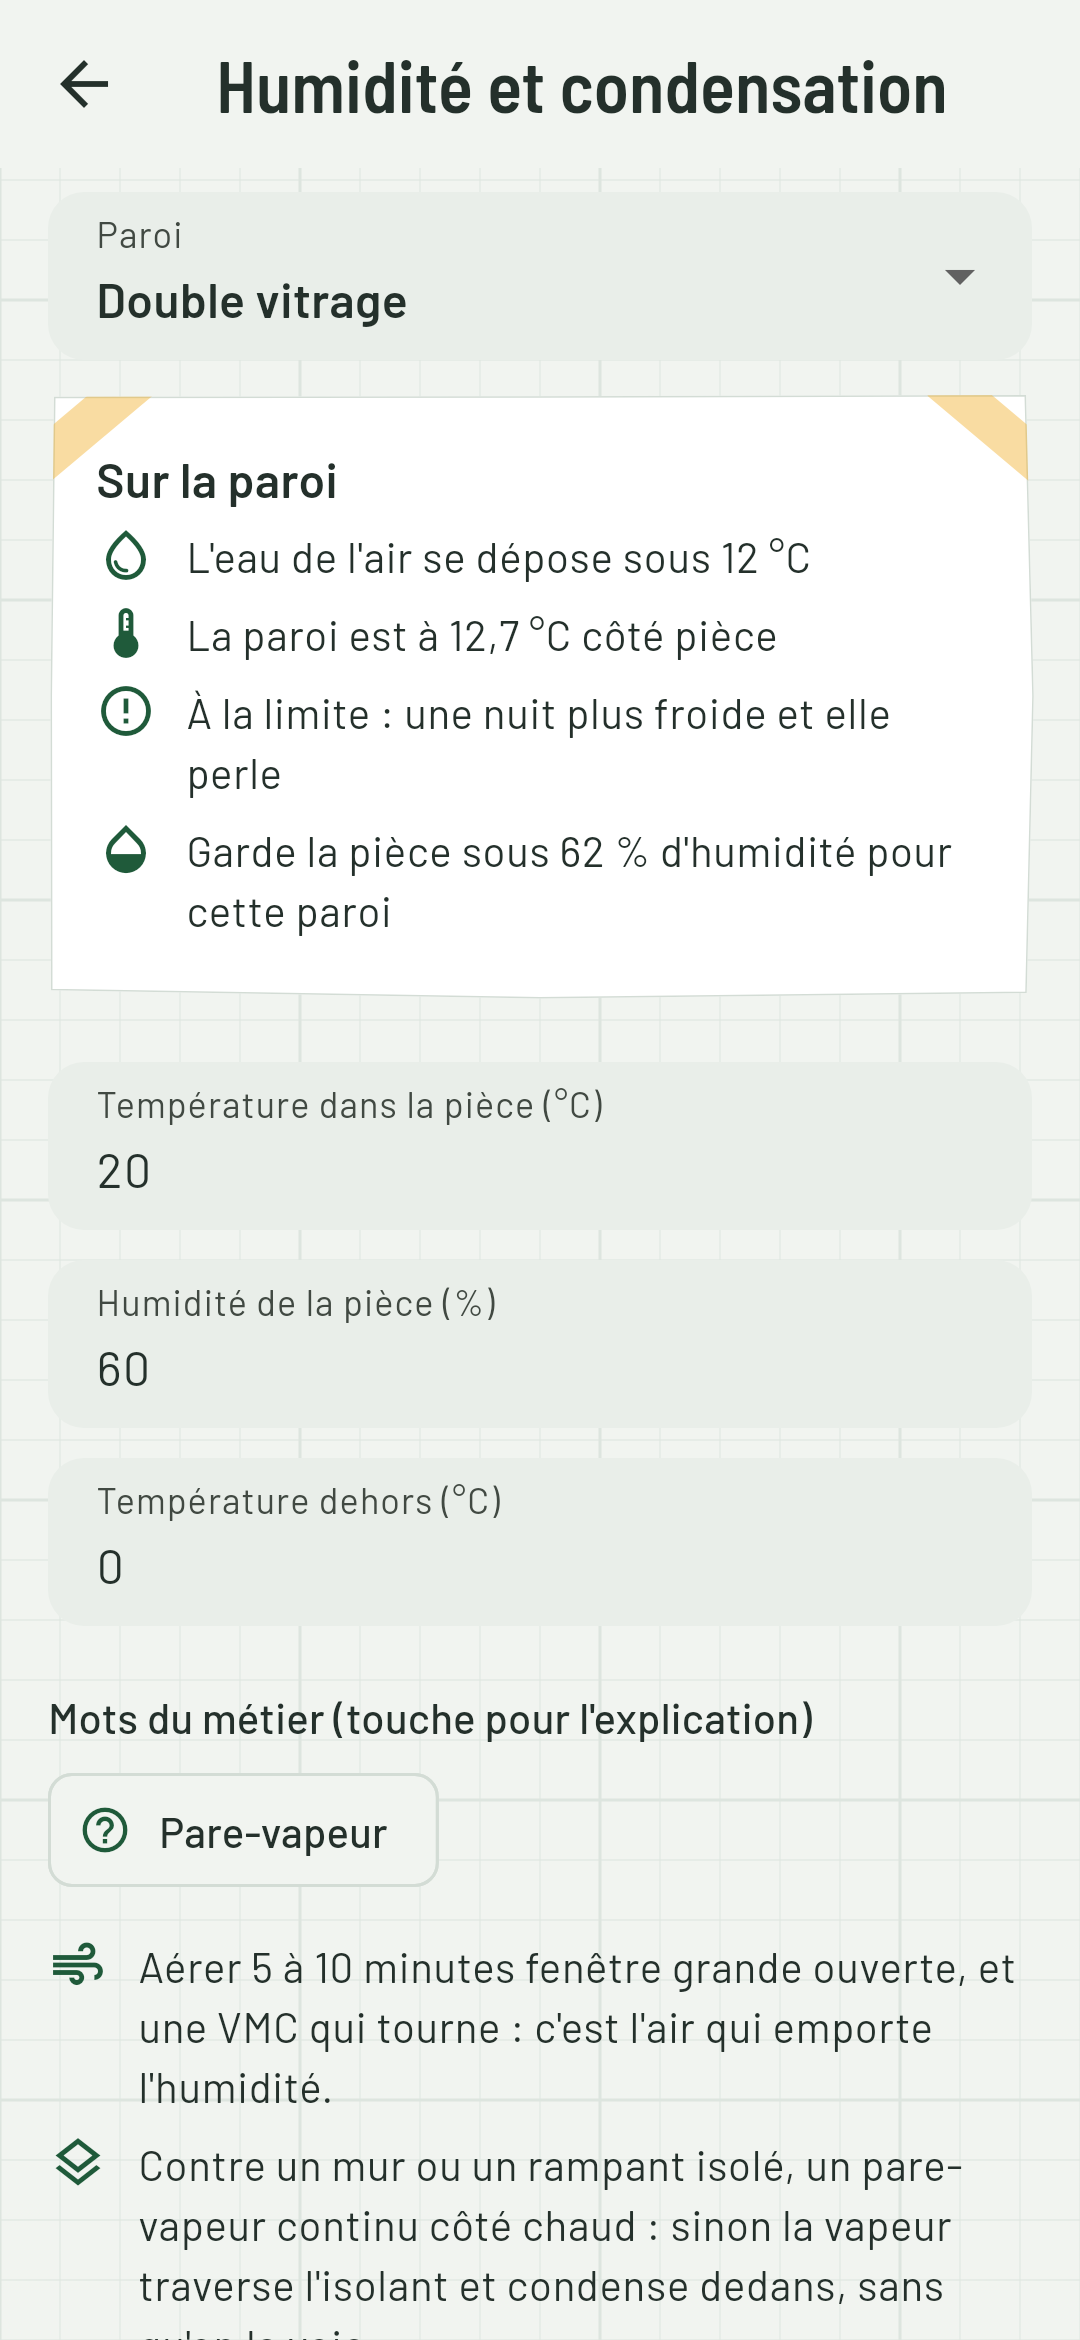 Humidité et condensation
Paroi
Double vitrage
Sur la paroi
L'eau de l'air se dépose sous 12 °C
La paroi est à 12,7 °C côté pièce
À la limite : une nuit plus froide et elle
perle
Garde la pièce sous 62 % d'humidité pour
cette paroi
Température dans la pièce (°C)
20
Humidité de la pièce (%)
60
Température dehors (°C)
0
Mots du métier (touche pour l'explication)
Pare-vapeur
Aérer 5 à 10 minutes fenêtre grande ouverte, et
une VMC qui tourne : c'est l'air qui emporte
l'humidité.
Contre un mur ou un rampant isolé, un pare-
vapeur continu côté chaud : sinon la vapeur
traverse l'isolant et condense dedans, sans